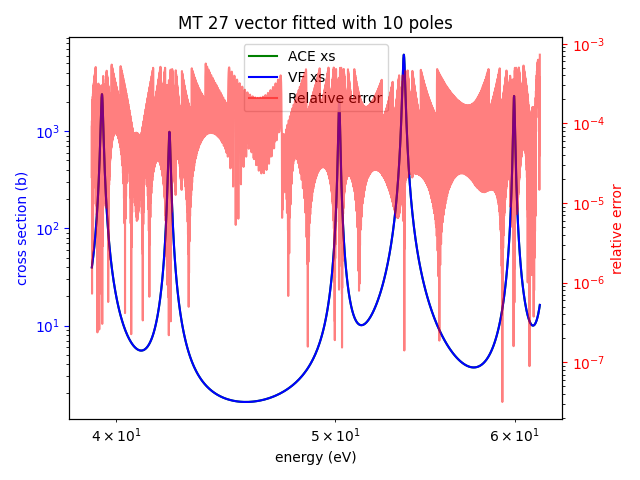 MT 27 vector fitted with 10 poles
ACE xs
VF xs
Relative error
cross section (b)
10³
10²
10¹
relative error
10⁻³
10⁻⁴
10⁻⁵
10⁻⁶
10⁻⁷
4 × 10¹
5 × 10¹
6 × 10¹
energy (eV)